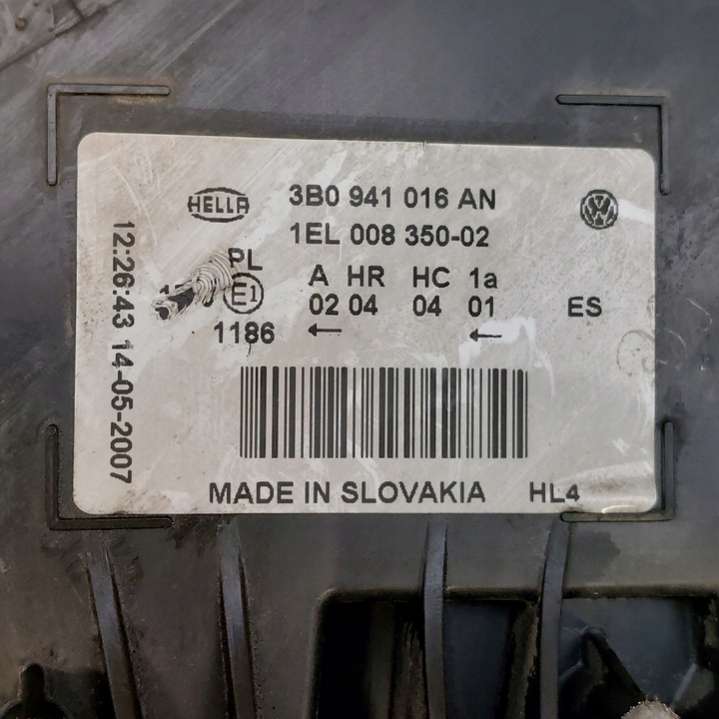 HELLA 3B0 941 016 AN
1EL 008 350-02
PL A HR HC 1a
E1 02 04 04 01 ES
1186 ← ←
12:26:43 14-05-2007
MADE IN SLOVAKIA HL4